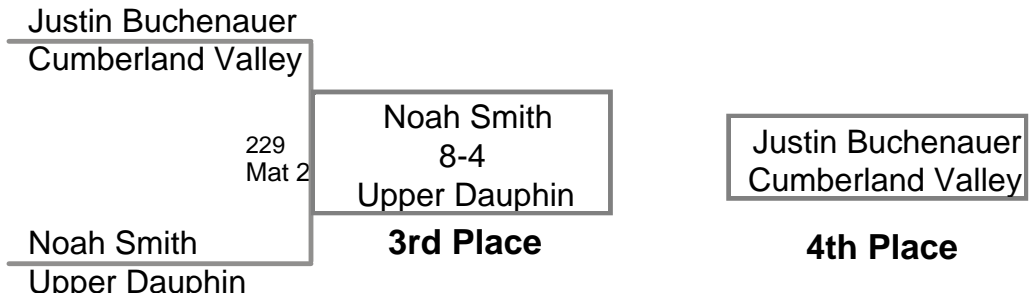 Justin Buchenauer
Cumberland Valley
229
Mat 2
Noah Smith
Upper Dauphin
Noah Smith
8-4
Upper Dauphin
3rd Place
Justin Buchenauer
Cumberland Valley
4th Place